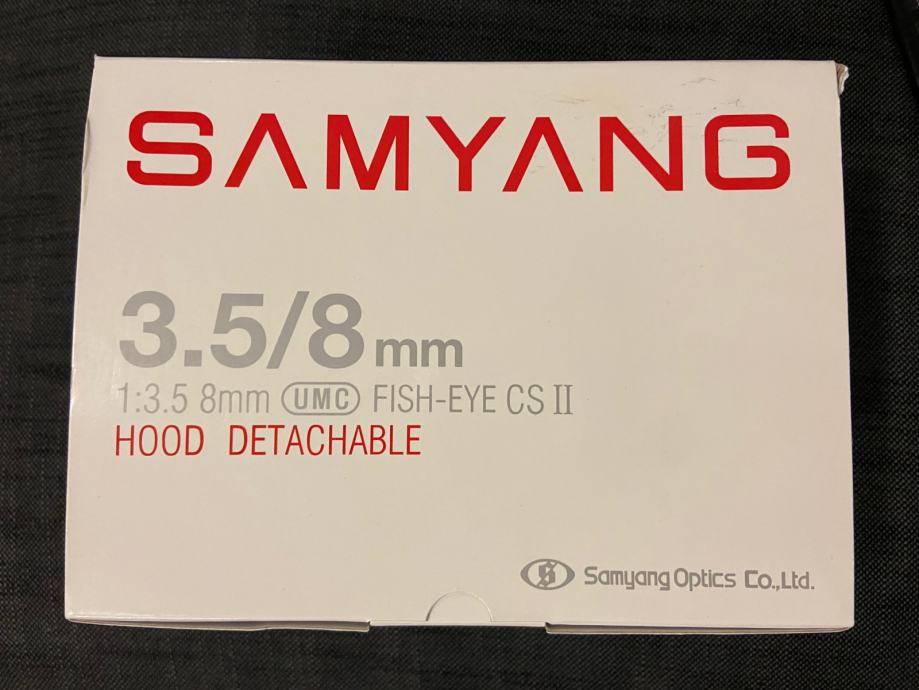 SAMYANG
3.5/8mm
1:3.5 8mm UMC FISH-EYE CS II
HOOD DETACHABLE
Samyang Optics Co.,Ltd.